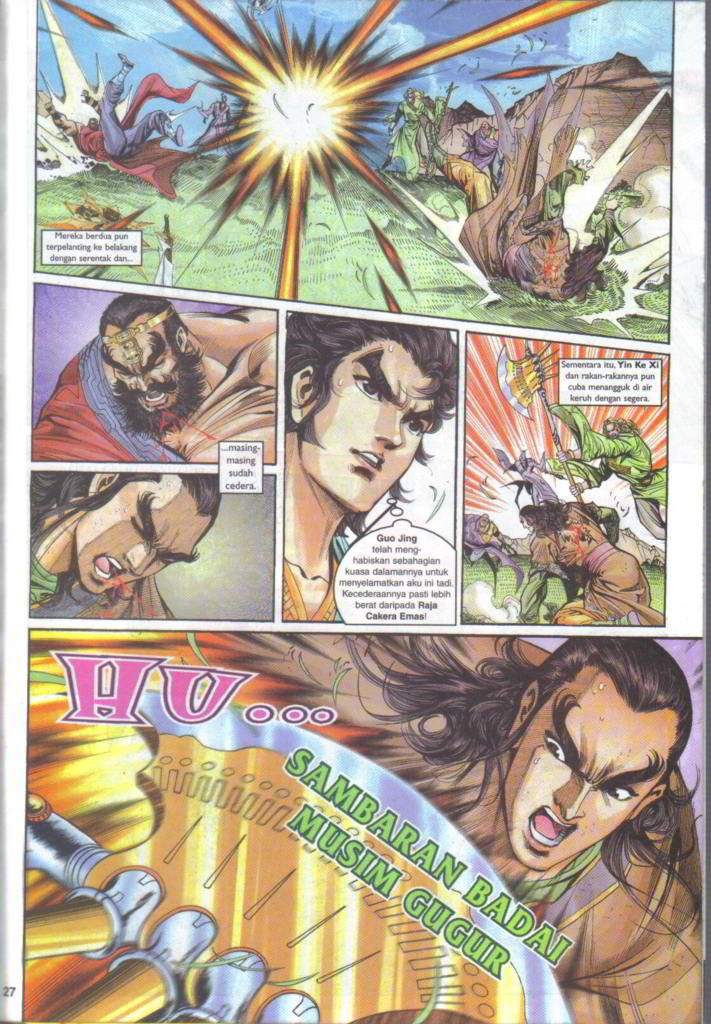 Mereka berdua pun
terpelanting ke belakang
dengan serentak dan...
...masing-
masing
sudah
cedera.
Guo Jing
telah meng-
habiskan sebahagian
kuasa dalamannya untuk
menyelamatkan aku ini tadi.
Kecederaannya pasti lebih
berat daripada Raja
Cakera Emas!
Sementara itu, Yin Ke Xi
dan rakan-rakannya pun
cuba menangguk di air
keruh dengan segera.
HU...
SAMBARAN BADAI
MUSIM GUGUR
27